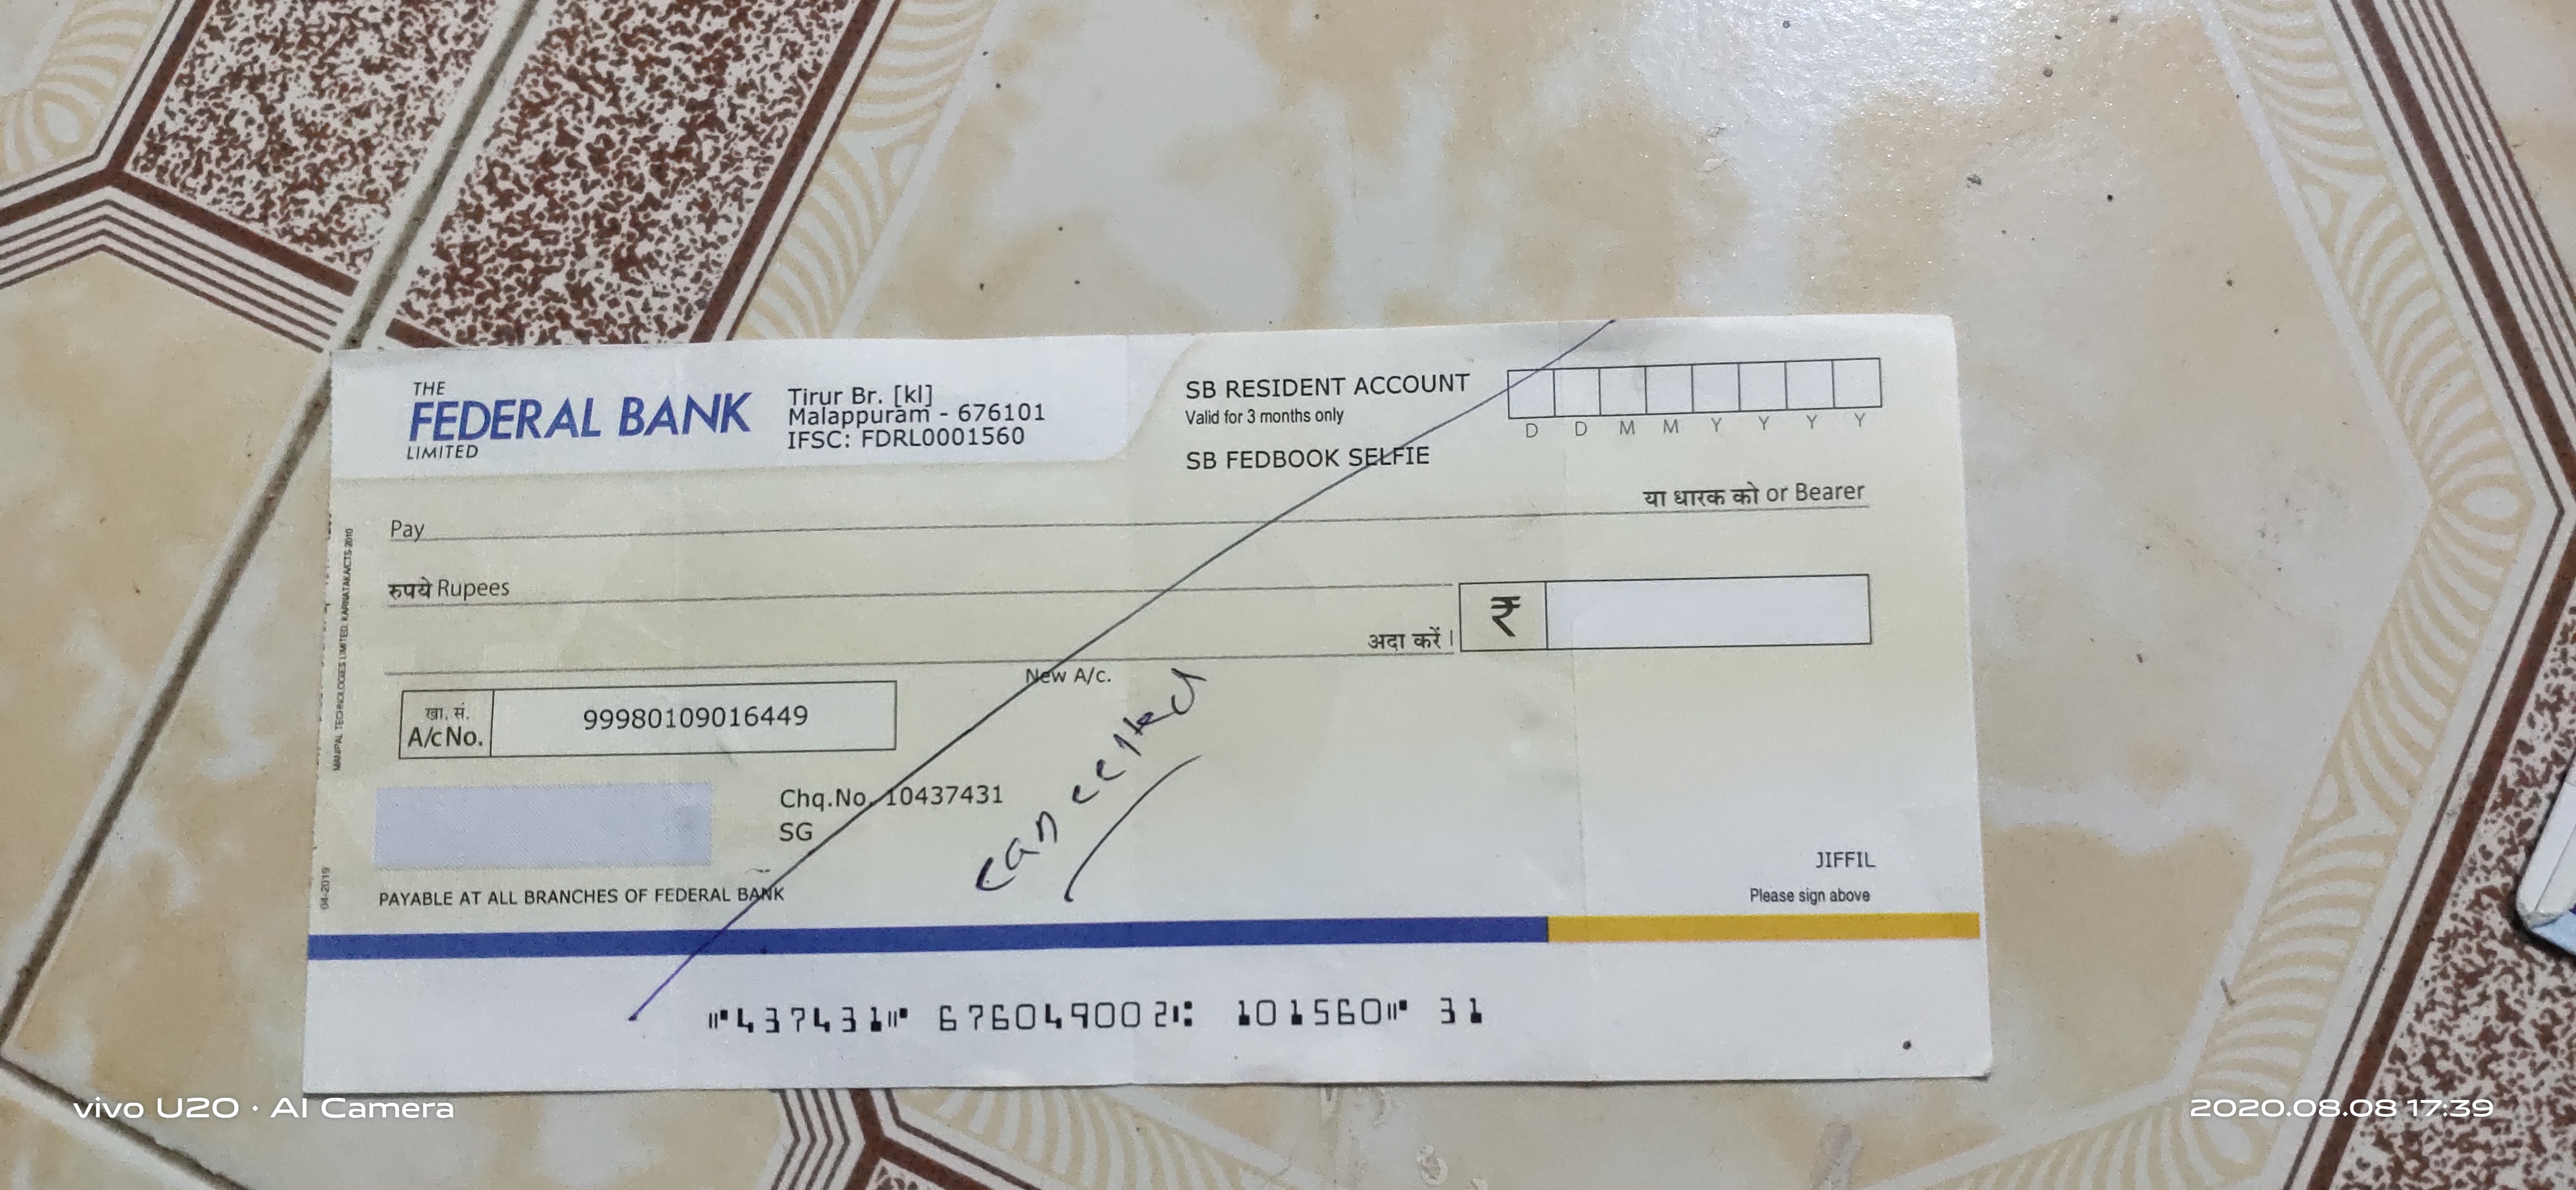 THE
FEDERAL BANK
LIMITED
Tirur Br. [kl]
Malappuram - 676101
IFSC: FDRL0001560
SB RESIDENT ACCOUNT
Valid for 3 months only
SB FEDBOOK SELFIE
D D M M Y Y Y Y
Pay
या धारक को or Bearer
रुपये Rupees
अदा करें ।
₹
New A/c.
खा. सं.
A/cNo.
99980109016449
Chq.No. 10437431
SG
cancelled
JIFFIL
Please sign above
PAYABLE AT ALL BRANCHES OF FEDERAL BANK
MANIPAL TECHNOLOGIES LIMITED, KARNATAKA/CTS-2010
04-2019
⑈437431⑈ 676049002⑆ 101560⑈ 31
vivo U20 · AI Camera
2020.08.08 17:39